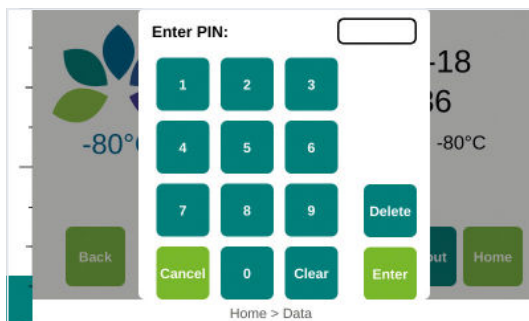 Enter PIN:
-18
36
1 2 3
-80°C
4 5 6
-80°C
7 8 9 Delete
Back
Cancel 0 Clear Enter
Home
Home > Data